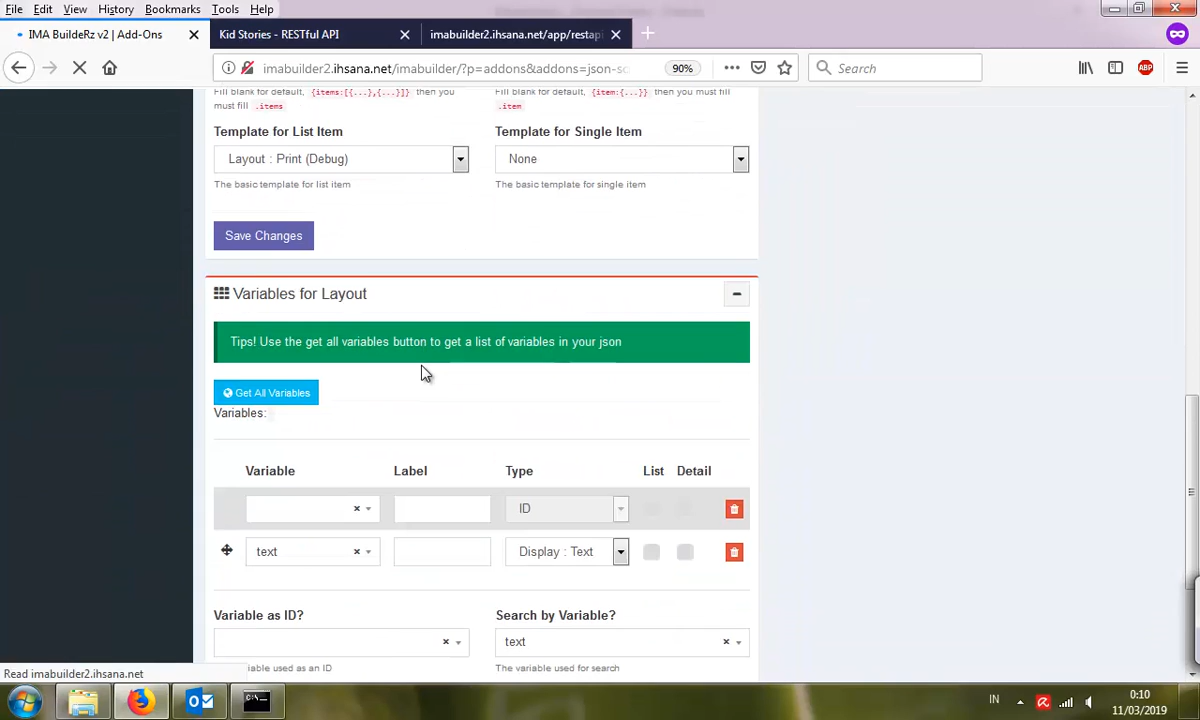 File Edit View History Bookmarks Tools Help
IMA BuildeRz v2 | Add-Ons
Kid Stories - RESTful API
imabuilder2.ihsana.net/app/restapi
imabuilder2.ihsana.net/imabuilder/?p=addons&addons=json-sc
90%
Search
ABP
Fill blank for default, {items:[{...},{...}]} then you must fill .items
Fill blank for default, {item:{...}} then you must fill .item
Template for List Item
Template for Single Item
Layout : Print (Debug)
None
The basic template for list item
The basic template for single item
Save Changes
Variables for Layout
Tips! Use the get all variables button to get a list of variables in your json
Get All Variables
Variables:
Variable Label Type List Detail
ID
text Display : Text
Variable as ID?
Search by Variable?
text
riable used as an ID
The variable used for search
Read imabuilder2.ihsana.net
IN
0:10
11/03/2019